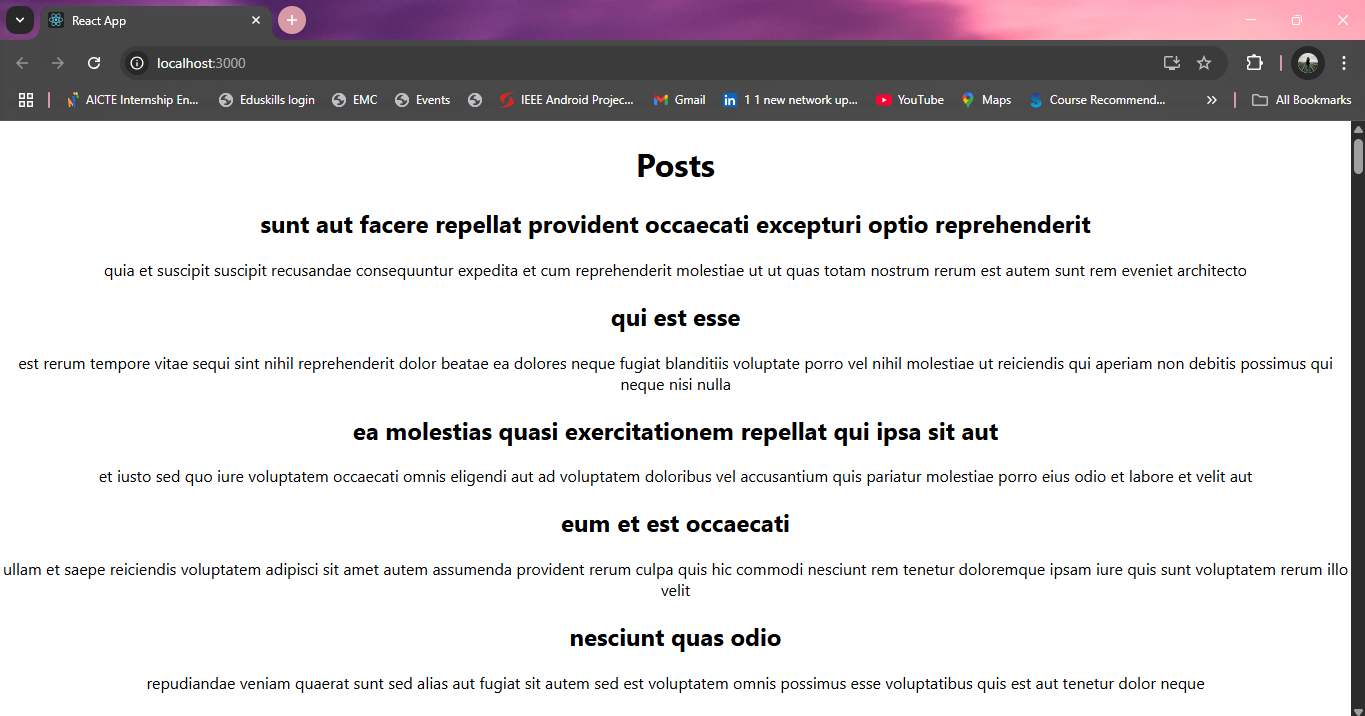 React App
localhost:3000
AICTE Internship En... Eduskills login EMC Events IEEE Android Projec... Gmail 1 1 new network up... YouTube Maps Course Recommend... » All Bookmarks
Posts
sunt aut facere repellat provident occaecati excepturi optio reprehenderit
quia et suscipit suscipit recusandae consequuntur expedita et cum reprehenderit molestiae ut ut quas totam nostrum rerum est autem sunt rem eveniet architecto
qui est esse
est rerum tempore vitae sequi sint nihil reprehenderit dolor beatae ea dolores neque fugiat blanditiis voluptate porro vel nihil molestiae ut reiciendis qui aperiam non debitis possimus qui
neque nisi nulla
ea molestias quasi exercitationem repellat qui ipsa sit aut
et iusto sed quo iure voluptatem occaecati omnis eligendi aut ad voluptatem doloribus vel accusantium quis pariatur molestiae porro eius odio et labore et velit aut
eum et est occaecati
ullam et saepe reiciendis voluptatem adipisci sit amet autem assumenda provident rerum culpa quis hic commodi nesciunt rem tenetur doloremque ipsam iure quis sunt voluptatem rerum illo
velit
nesciunt quas odio
repudiandae veniam quaerat sunt sed alias aut fugiat sit autem sed est voluptatem omnis possimus esse voluptatibus quis est aut tenetur dolor neque